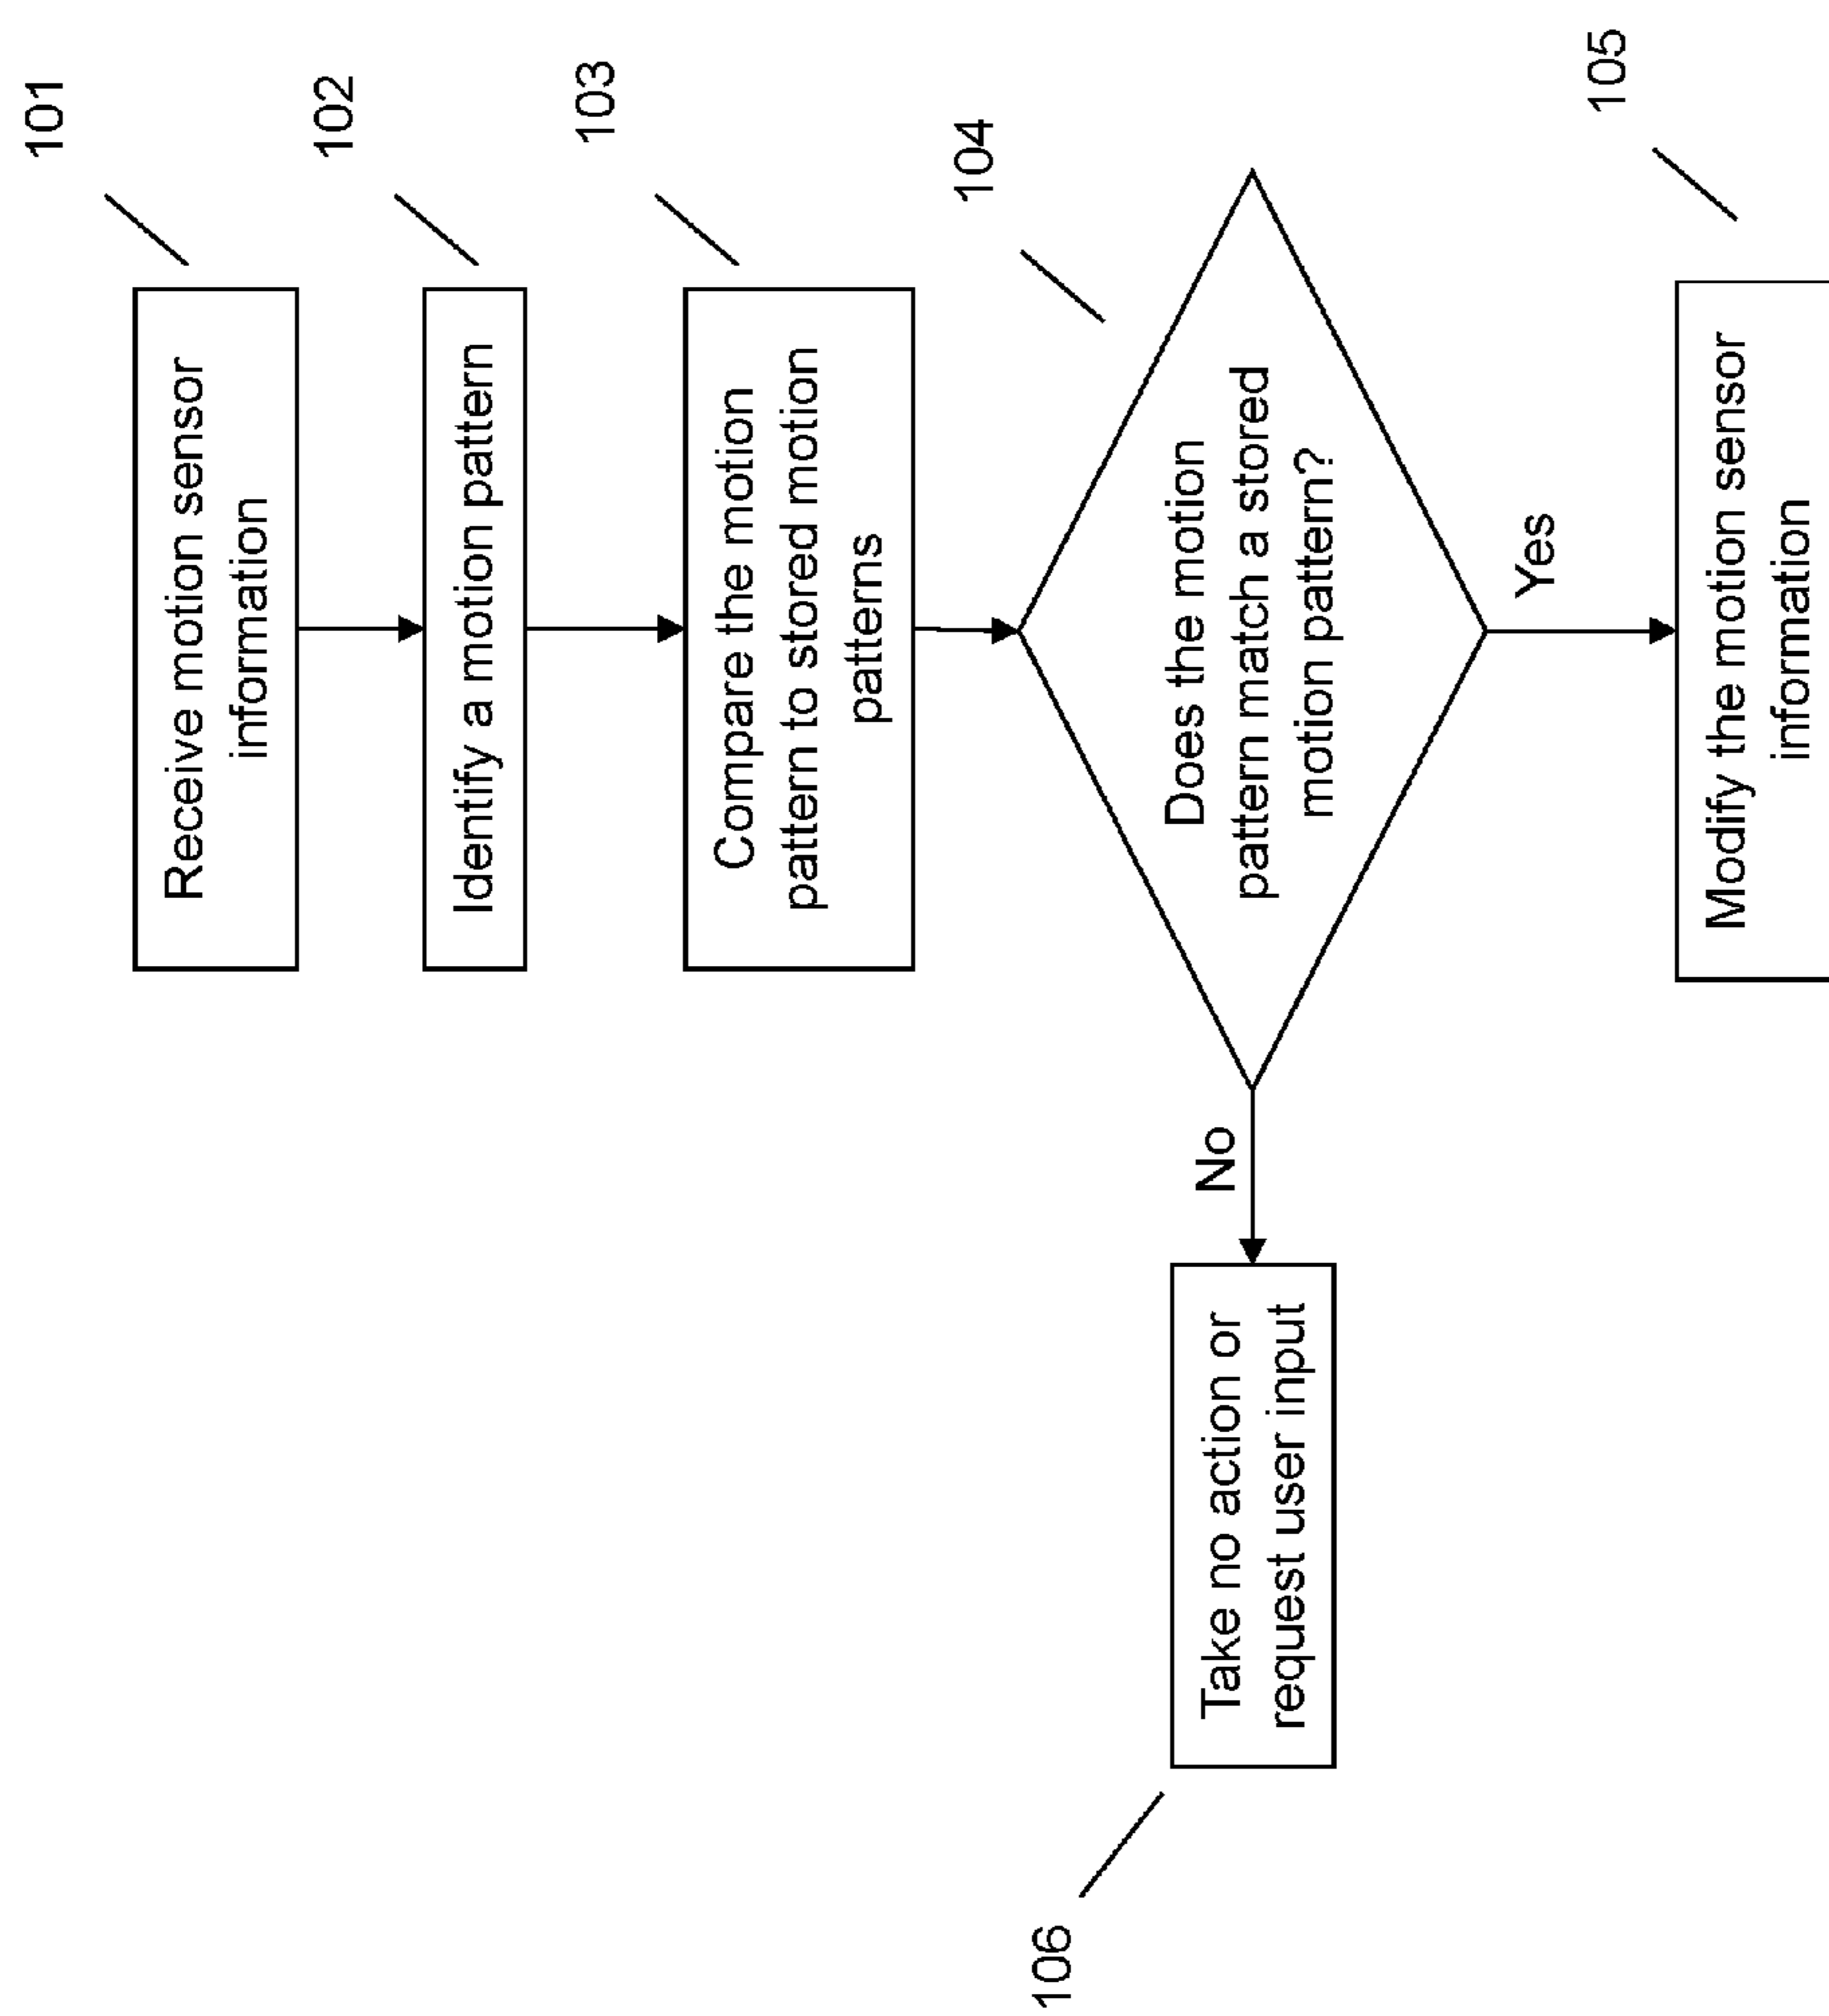 101
Receive motion sensor
information
102
Identify a motion pattern
103
Compare the motion
pattern to stored motion
patterns
104
Does the motion
pattern match a stored
motion pattern?
No
Take no action or
request user input
106
Yes
105
Modify the motion sensor
information